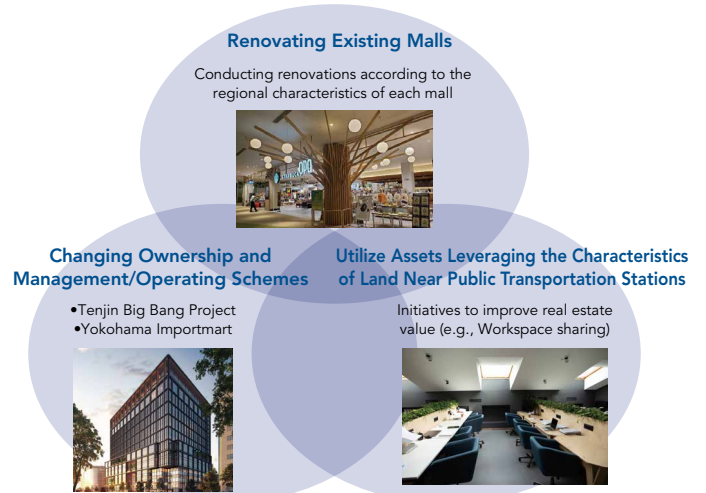 Renovating Existing Malls
Conducting renovations according to the
regional characteristics of each mall
OPA
Changing Ownership and
Management/Operating Schemes
•Tenjin Big Bang Project
•Yokohama Importmart
Utilize Assets Leveraging the Characteristics
of Land Near Public Transportation Stations
Initiatives to improve real estate
value (e.g., Workspace sharing)